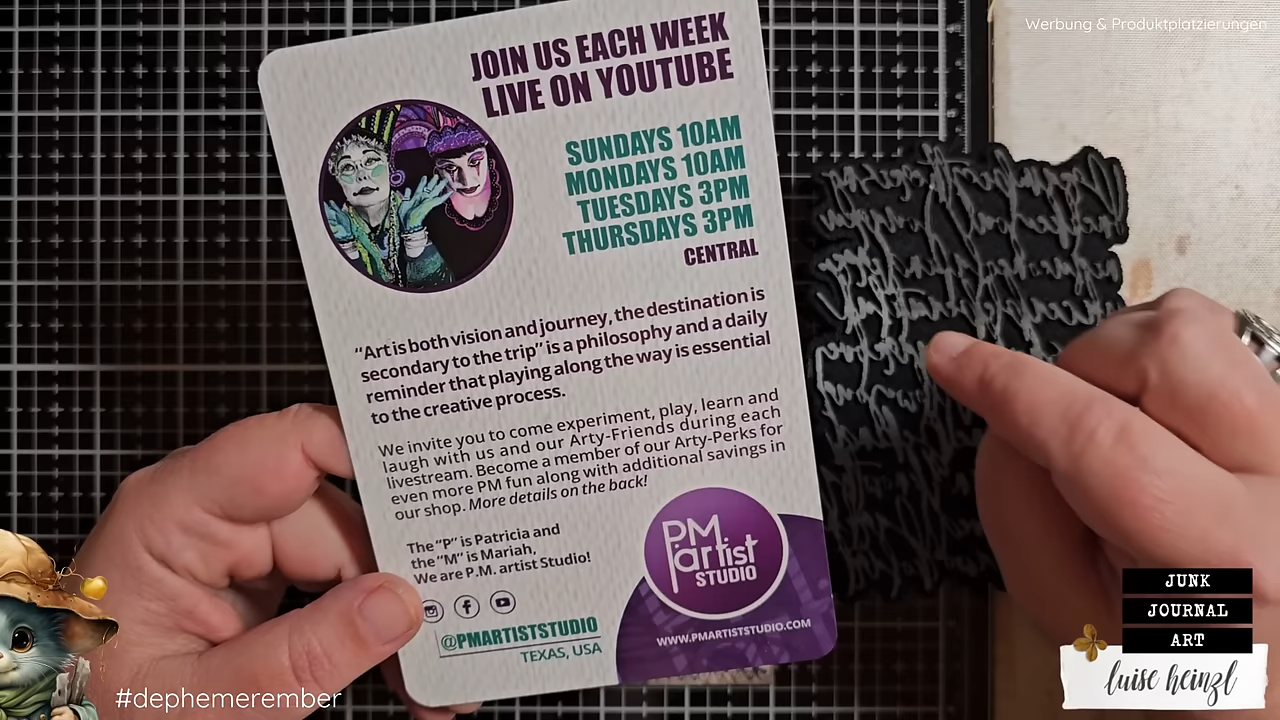 Werbung & Produktplatzierungen
JOIN US EACH WEEK
LIVE ON YOUTUBE
SUNDAYS 10AM
MONDAYS 10AM
TUESDAYS 3PM
THURSDAYS 3PM
CENTRAL
“Art is both vision and journey, the destination is
secondary to the trip” is a philosophy and a daily
reminder that playing along the way is essential
to the creative process.
We invite you to come experiment, play, learn and
laugh with us and our Arty-Friends during each
livestream. Become a member of our Arty-Perks for
even more PM fun along with additional savings in
our shop. More details on the back!
The “P” is Patricia and
the “M” is Mariah,
We are P.M. artist Studio!
@PMARTISTSTUDIO
TEXAS, USA
PM
artist
STUDIO
WWW.PMARTISTSTUDIO.COM
#dephemerember
JUNK
JOURNAL
ART
luise heinzl